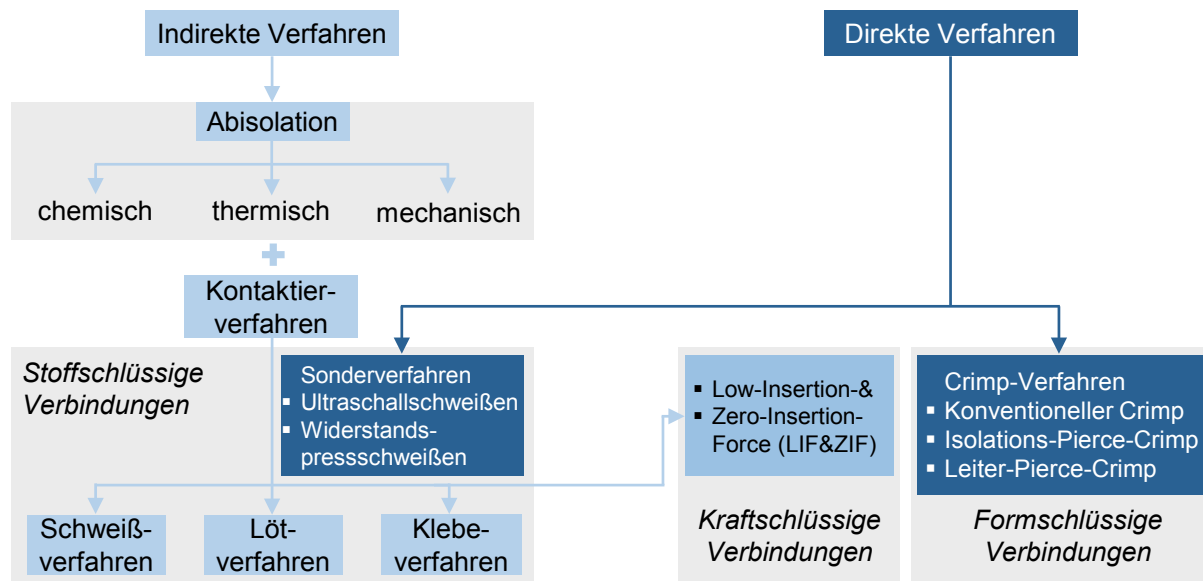 Indirekte Verfahren
Direkte Verfahren
Abisolation
chemisch
thermisch
mechanisch
Kontaktier-
verfahren
Stoffschlüssige
Verbindungen
Sonderverfahren
▪ Ultraschallschweißen
▪ Widerstands-
pressschweißen
Schweiß-
verfahren
Löt-
verfahren
Klebe-
verfahren
▪ Low-Insertion-&
▪ Zero-Insertion-
Force (LIF&ZIF)
Kraftschlüssige
Verbindungen
Crimp-Verfahren
▪ Konventioneller Crimp
▪ Isolations-Pierce-Crimp
▪ Leiter-Pierce-Crimp
Formschlüssige
Verbindungen